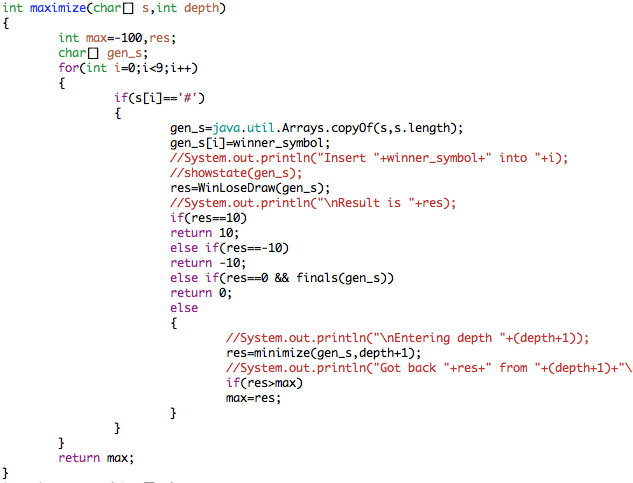 int maximize(char[] s,int depth)
{
int max=-100,res;
char[] gen_s;
for(int i=0;i<9;i++)
{
if(s[i]=='#')
{
gen_s=java.util.Arrays.copyOf(s,s.length);
gen_s[i]=winner_symbol;
//System.out.println("Insert "+winner_symbol+" into "+i);
//showstate(gen_s);
res=WinLoseDraw(gen_s);
//System.out.println("\nResult is "+res);
if(res==10)
return 10;
else if(res==-10)
return -10;
else if(res==0 && finals(gen_s))
return 0;
else
{
//System.out.println("\nEntering depth "+(depth+1));
res=minimize(gen_s,depth+1);
//System.out.println("Got back "+res+" from "+(depth+1)+"\
if(res>max)
max=res;
}
}
}
return max;
}